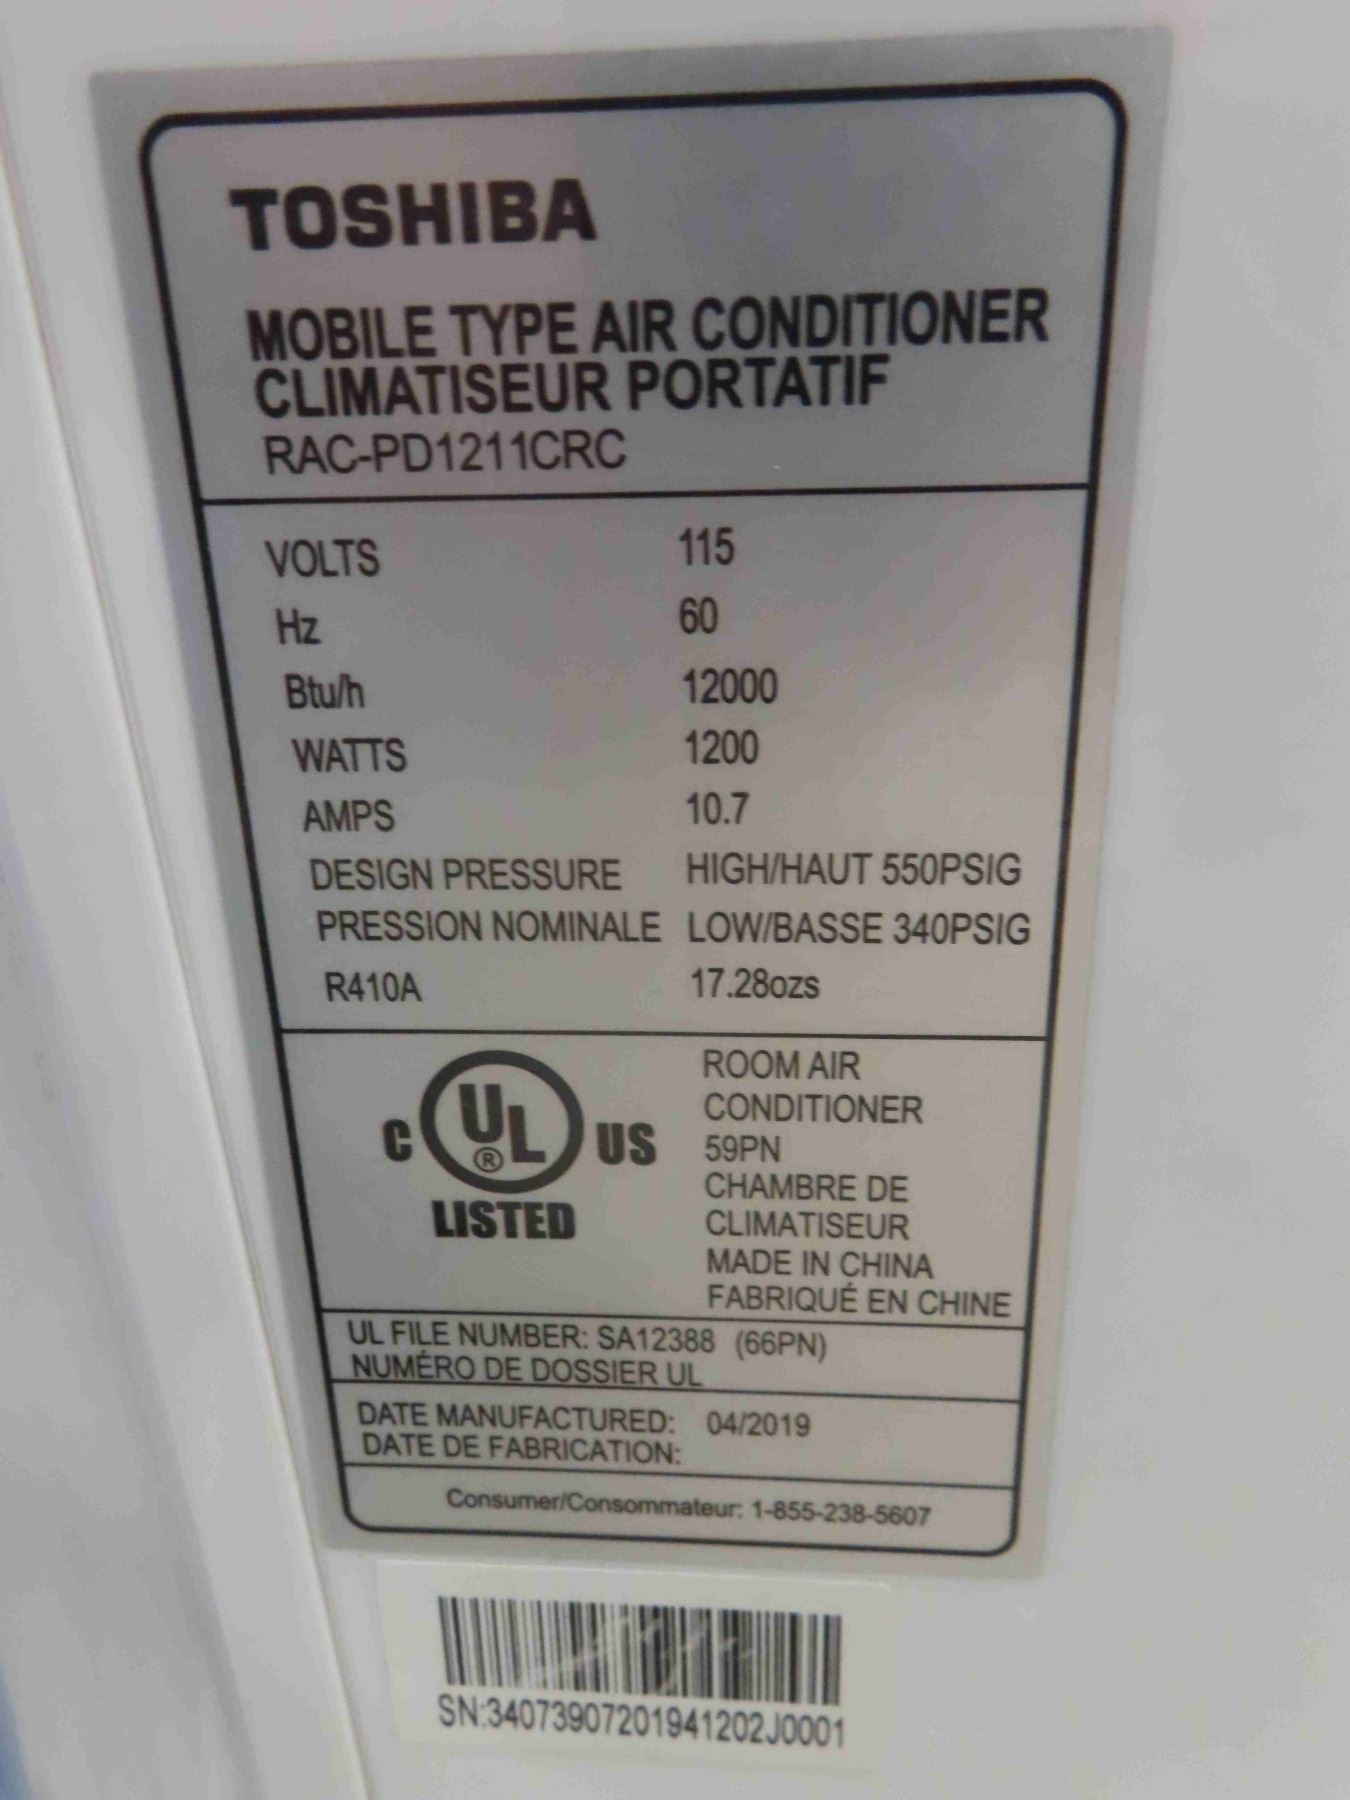 TOSHIBA
MOBILE TYPE AIR CONDITIONER
CLIMATISEUR PORTATIF
RAC-PD1211CRC
VOLTS 115
Hz 60
Btu/h 12000
WATTS 1200
AMPS 10.7
DESIGN PRESSURE HIGH/HAUT 550PSIG
PRESSION NOMINALE LOW/BASSE 340PSIG
R410A 17.28ozs
C UL® US
LISTED
ROOM AIR
CONDITIONER
59PN
CHAMBRE DE
CLIMATISEUR
MADE IN CHINA
FABRIQUÉ EN CHINE
UL FILE NUMBER: SA12388 (66PN)
NUMÉRO DE DOSSIER UL
DATE MANUFACTURED: 04/2019
DATE DE FABRICATION:
Consumer/Consommateur: 1-855-238-5607
SN:34073907201941202J0001